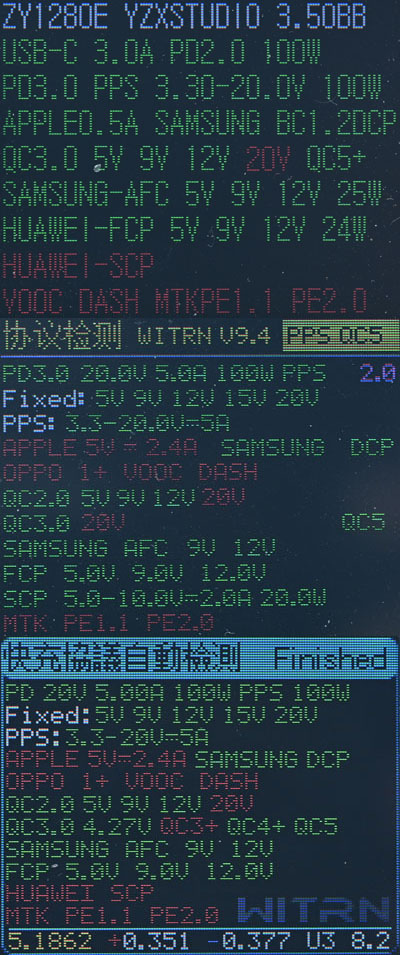 ZY1280E YZXSTUDIO 3.50BB
USB-C 3.0A PD2.0 100W
PD3.0 PPS 3.30-20.0V 100W
APPLE0.5A SAMSUNG BC1.2DCP
QC3.0 5V 9V 12V 20V QC5+
SAMSUNG-AFC 5V 9V 12V 25W
HUAWEI-FCP 5V 9V 12V 24W
HUAWEI-SCP
VOOC DASH MTKPE1.1 PE2.0
协议检测 WITRN V9.4 PPS QC5
PD3.0 20.0V 5.0A 100W PPS 2.0
Fixed: 5V 9V 12V 15V 20V
PPS: 3.3-20.0V=5A
APPLE 5V=2.4A SAMSUNG DCP
OPPO 1+ VOOC DASH
QC2.0 5V 9V 12V 20V
QC3.0 20V QC5
SAMSUNG AFC 9V 12V
FCP 5.0V 9.0V 12.0V
SCP 5.0-10.0V=2.0A 20.0W
MTK PE1.1 PE2.0
快充協議自動檢測 Finished
PD 20V 5.00A 100W PPS 100W
Fixed: 5V 9V 12V 15V 20V
PPS: 3.3-20V=5A
APPLE 5V=2.4A SAMSUNG DCP
OPPO 1+ VOOC DASH
QC2.0 5V 9V 12V 20V
QC3.0 4.27V QC3+ QC4+ QC5
SAMSUNG AFC 9V 12V
FCP 5.0V 9.0V 12.0V
HUAWEI SCP
MTK PE1.1 PE2.0 WITRN
5.1862 +0.351 -0.377 U3 8.2